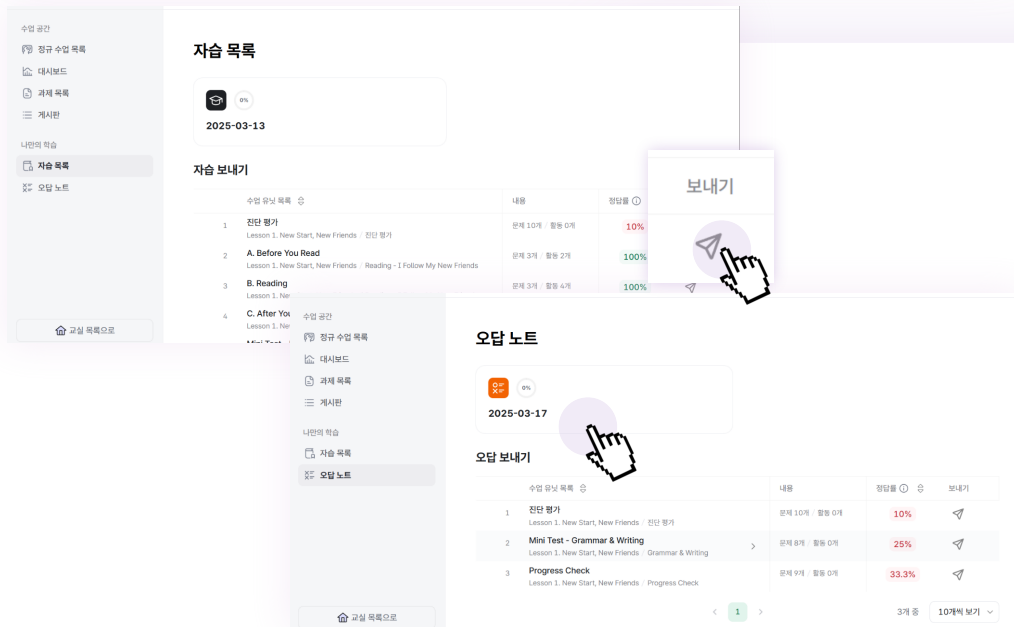 수업 공간
정규 수업 목록
대시보드
과제 목록
게시판
나만의 학습
자습 목록
오답 노트
교실 목록으로
자습 목록
0%
2025-03-13
자습 보내기
수업 유닛 목록 내용 정답률
1 진단 평가 문제 10개 / 활동 0개 10%
Lesson 1. New Start, New Friends / 진단 평가
2 A. Before You Read 문제 3개 / 활동 2개 100%
Lesson 1. New Start, New Friends / Reading - I Follow My New Friends
3 B. Reading 문제 3개 / 활동 4개 100%
Lesson 1.
4 C. After
Lesson 1.
보내기
수업 공간
정규 수업 목록
대시보드
과제 목록
게시판
나만의 학습
자습 목록
오답 노트
교실 목록으로
오답 노트
0%
2025-03-17
오답 보내기
수업 유닛 목록 내용 정답률 보내기
1 진단 평가 문제 10개 / 활동 0개 10%
Lesson 1. New Start, New Friends / 진단 평가
2 Mini Test - Grammar & Writing 문제 8개 / 활동 0개 25%
Lesson 1. New Start, New Friends / Grammar & Writing
3 Progress Check 문제 9개 / 활동 0개 33.3%
Lesson 1. New Start, New Friends / Progress Check
1 3개 중 10개씩 보기